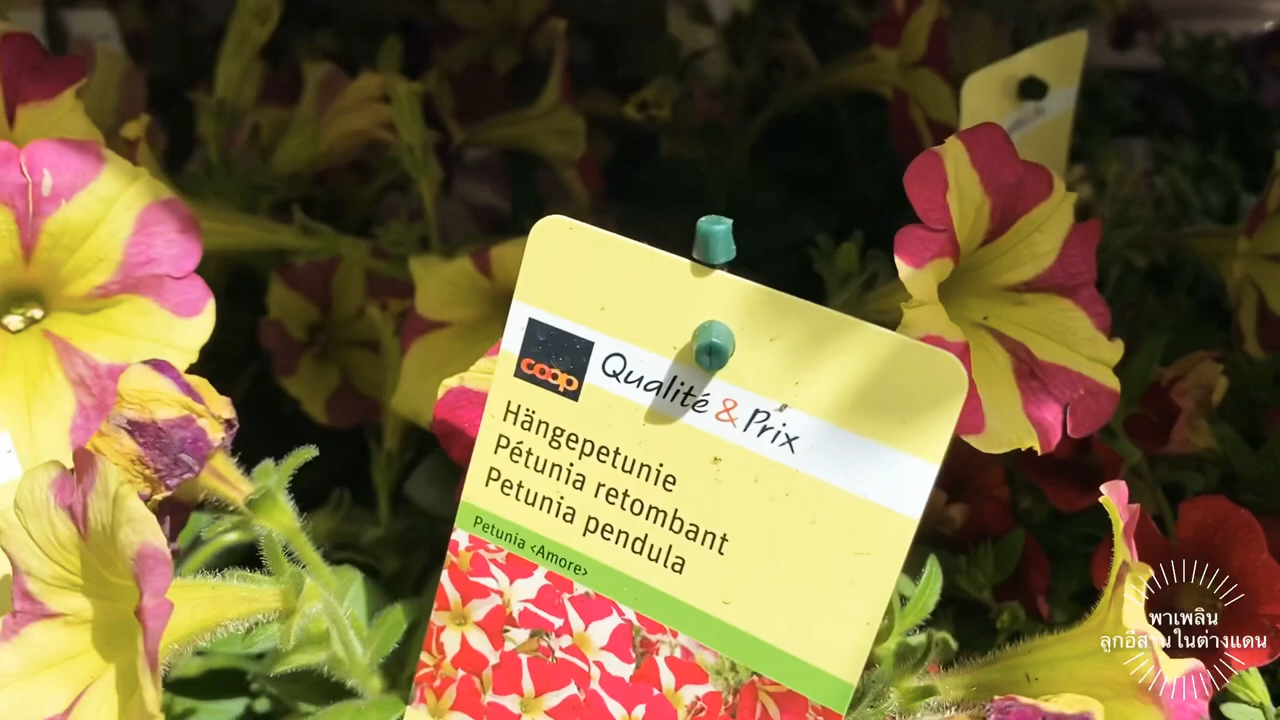 coop Qualité & Prix
Hängepetunie
Pétunia retombant
Petunia pendula
Petunia <Amore>
พาเพลิน
ลูกอีสานในต่างแดน